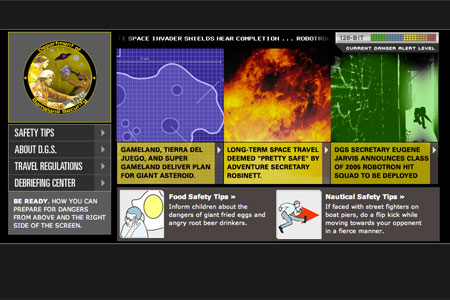 E SPACE INVADER SHIELDS NEAR COMPLETION ... ROBOTRO
128-BIT
CURRENT DANGER ALERT LEVEL
Department of
Gameland Security
SAFETY TIPS
ABOUT D.G.S.
TRAVEL REGULATIONS
DEBRIEFING CENTER
BE READY. HOW YOU CAN
PREPARE FOR DANGERS
FROM ABOVE AND THE RIGHT
SIDE OF THE SCREEN.
GAMELAND, TIERRA DEL
JUEGO, AND SUPER
GAMELAND DELIVER PLAN
FOR GIANT ASTEROID.
LONG-TERM SPACE TRAVEL
DEEMED "PRETTY SAFE" BY
ADVENTURE SECRETARY
ROBINETT.
DGS SECRETARY EUGENE
JARVIS ANNOUNCES CLASS
OF 2006 ROBOTRON HIT
SQUAD TO BE DEPLOYED
Food Safety Tips »
Inform children about the
dangers of giant fried eggs and
angry root beer drinkers.
Nautical Safety Tips »
If faced with street fighters on
boat piers, do a flip kick while
moving towards your opponent
in a fierce manner.